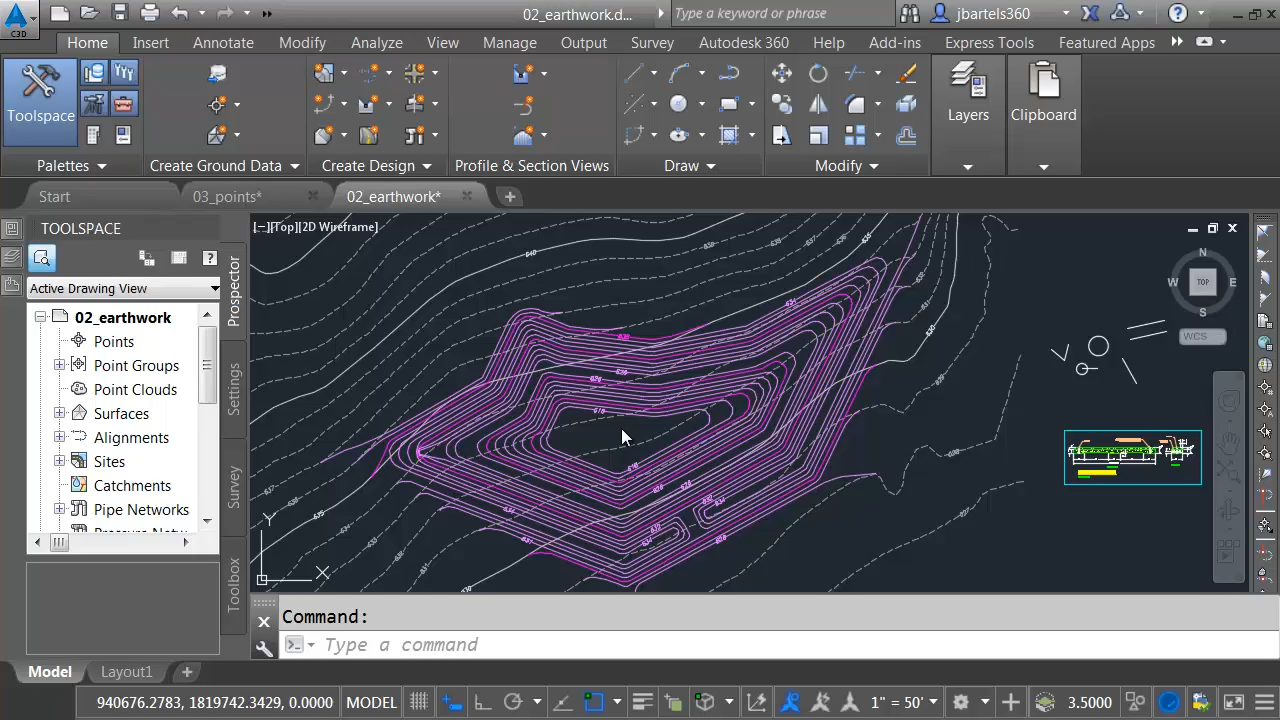 C3D
02_earthwork.d...
Type a keyword or phrase
jbartels360
Home Insert Annotate Modify Analyze View Manage Output Survey Autodesk 360 Help Add-ins Express Tools Featured Apps
Toolspace
Layers
Clipboard
Palettes
Create Ground Data
Create Design
Profile & Section Views
Draw
Modify
Start
03_points*
02_earthwork*
TOOLSPACE
[−][Top][2D Wireframe]
Active Drawing View
02_earthwork
Points
Point Groups
Point Clouds
Surfaces
Alignments
Sites
Catchments
Pipe Networks
Prospector
Settings
Survey
Toolbox
N
W
TOP
E
S
WCS
Y
X
Command:
Type a command
Model
Layout1
940676.2783, 1819742.3429, 0.0000
MODEL
1" = 50'
3.5000